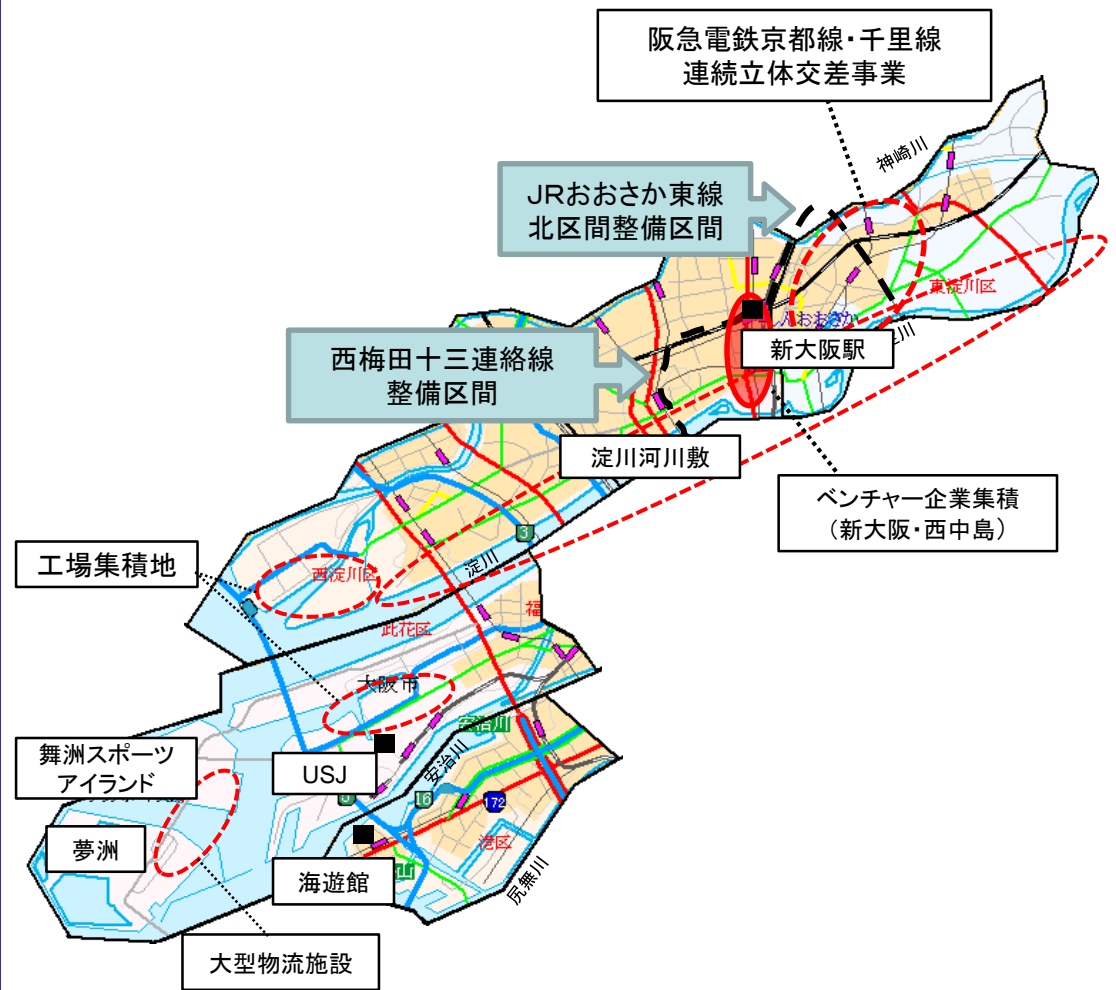 阪急電鉄京都線・千里線
連続立体交差事業
神崎川
JRおおさか東線
北区間整備区間
東淀川区
新大阪駅
西梅田十三連絡線
整備区間
淀川河川敷
ベンチャー企業集積
（新大阪・西中島）
3
淀川
工場集積地
西淀川区
此花区
福
大阪市
安治川
舞洲スポーツ
アイランド
USJ
安治川
5
16
172
港区
夢洲
海遊館
山
尻無川
大型物流施設